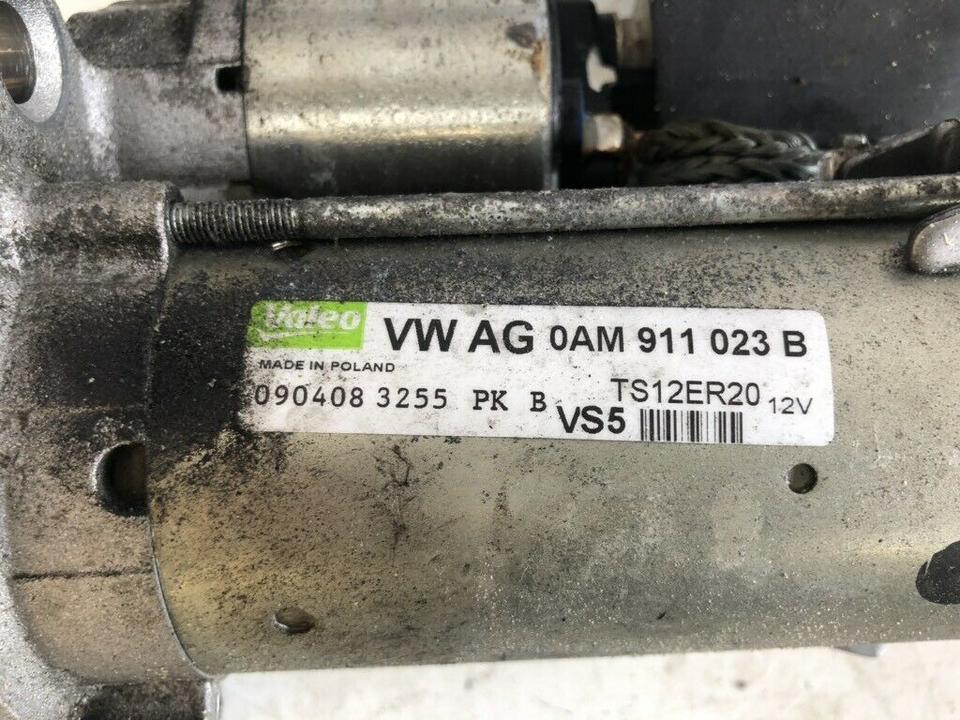 Valeo VW AG 0AM 911 023 B
MADE IN POLAND
090408 3255 PK B TS12ER20 12V
VS5